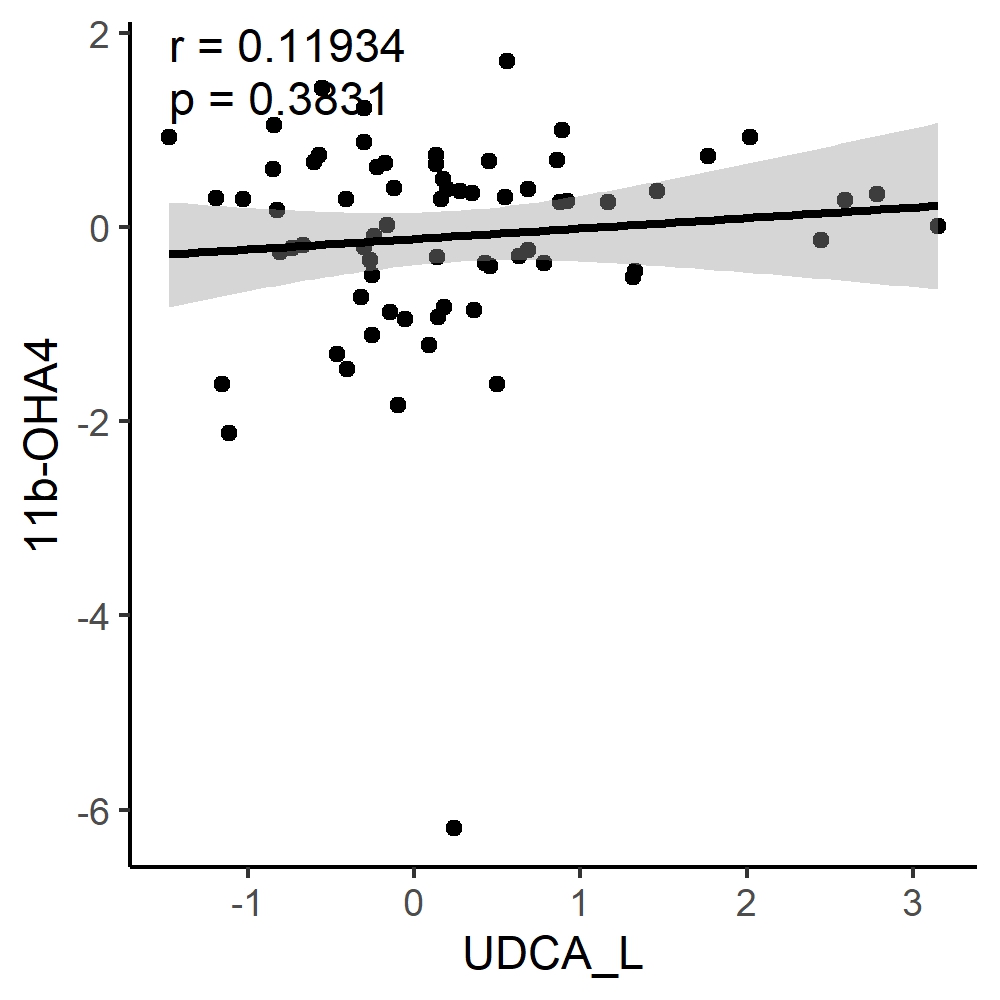 r = 0.11934
p = 0.3831
2
0
-2
-4
-6
11b-OHA4
-1 0 1 2 3
UDCA_L